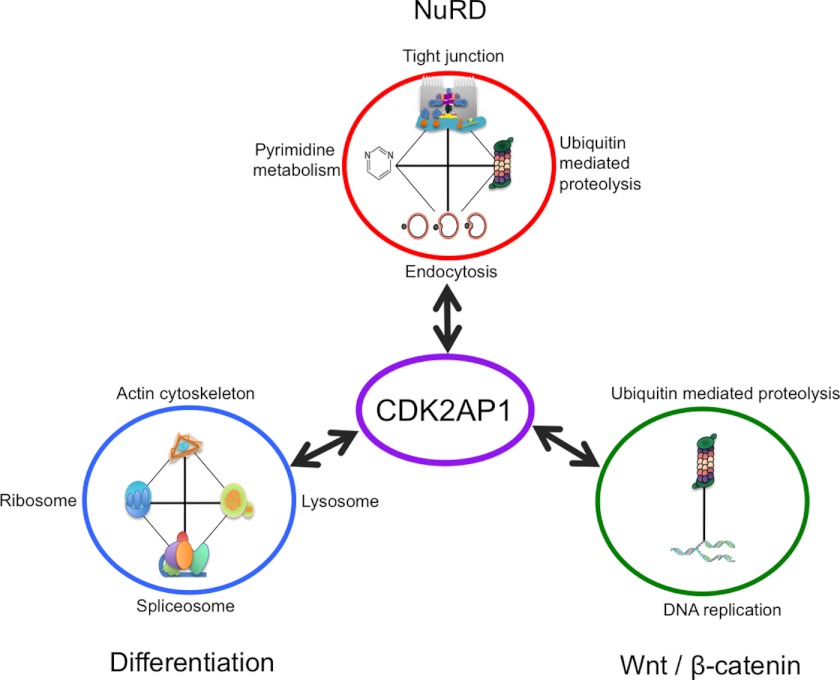 NuRD
Tight junction
Pyrimidine
metabolism
N
N
Ubiquitin
mediated
proteolysis
Endocytosis
CDK2AP1
Actin cytoskeleton
Ribosome
Lysosome
Spliceosome
Differentiation
Ubiquitin mediated proteolysis
DNA replication
Wnt / β-catenin